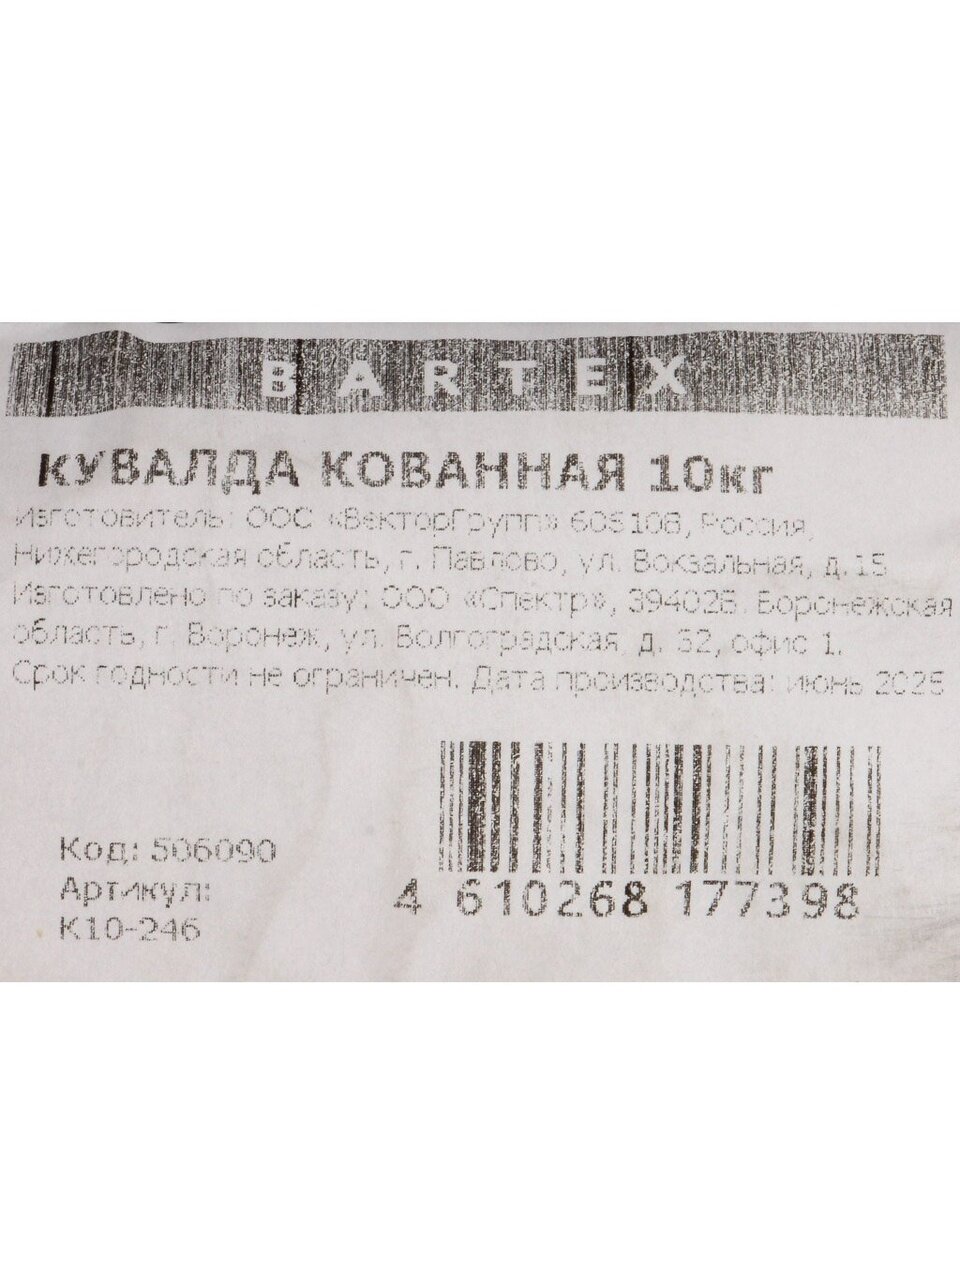 BARTEX
КУВАЛДА КОВАННАЯ 10кг
Изготовитель: ООО «ВекторГрупп» 606108, Россия,
Нижегородская область, г. Павлово, ул. Вокзальная, д.15
Изготовлено по заказу: ООО «Спектр», 394026, Воронежская
область, г. Воронеж, ул. Волгоградская, д. 32, офис 1.
Срок годности не ограничен. Дата производства: июнь 2025
Код: 506090
Артикул:
К10-246
4 610268 177398